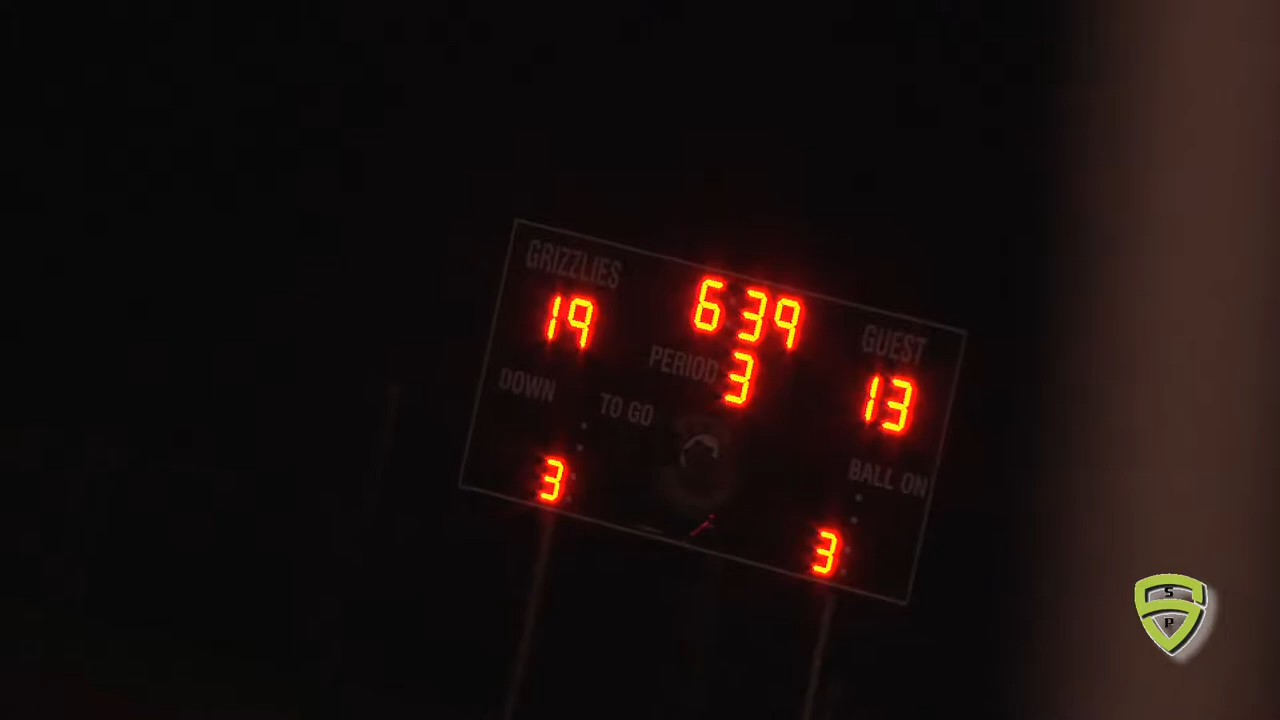 GRIZZLIES 6 39 GUEST
19 13
PERIOD 3
DOWN TO GO BALL ON
3 3
S
P